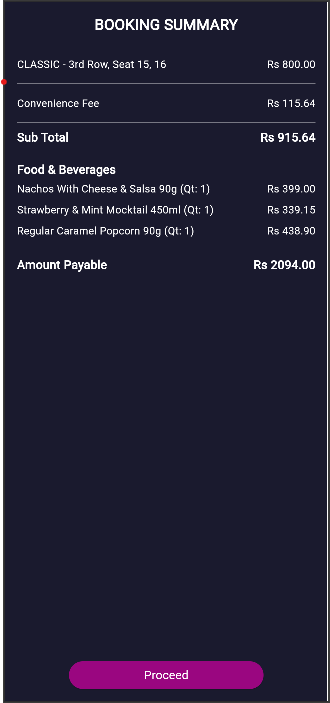 BOOKING SUMMARY
CLASSIC - 3rd Row, Seat 15, 16 Rs 800.00
Convenience Fee Rs 115.64
Sub Total Rs 915.64
Food & Beverages
Nachos With Cheese & Salsa 90g (Qt: 1) Rs 399.00
Strawberry & Mint Mocktail 450ml (Qt: 1) Rs 339.15
Regular Caramel Popcorn 90g (Qt: 1) Rs 438.90
Amount Payable Rs 2094.00
Proceed